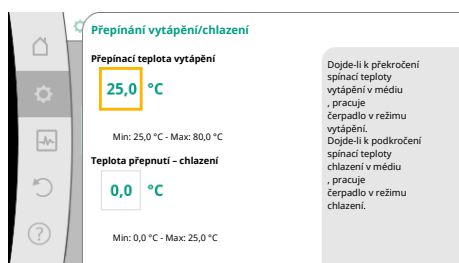 Přepínání vytápění/chlazení
Přepínací teplota vytápění
25,0 °C
Min: 25,0 °C - Max: 80,0 °C
Teplota přepnutí – chlazení
0,0 °C
Min: 0,0 °C - Max: 25,0 °C
Dojde-li k překročení
spínací teploty
vytápění v médiu
, pracuje
čerpadlo v režimu
vytápění.
Dojde-li k podkročení
spínací teploty
chlazení v médiu
, pracuje
čerpadlo v režimu
chlazení.